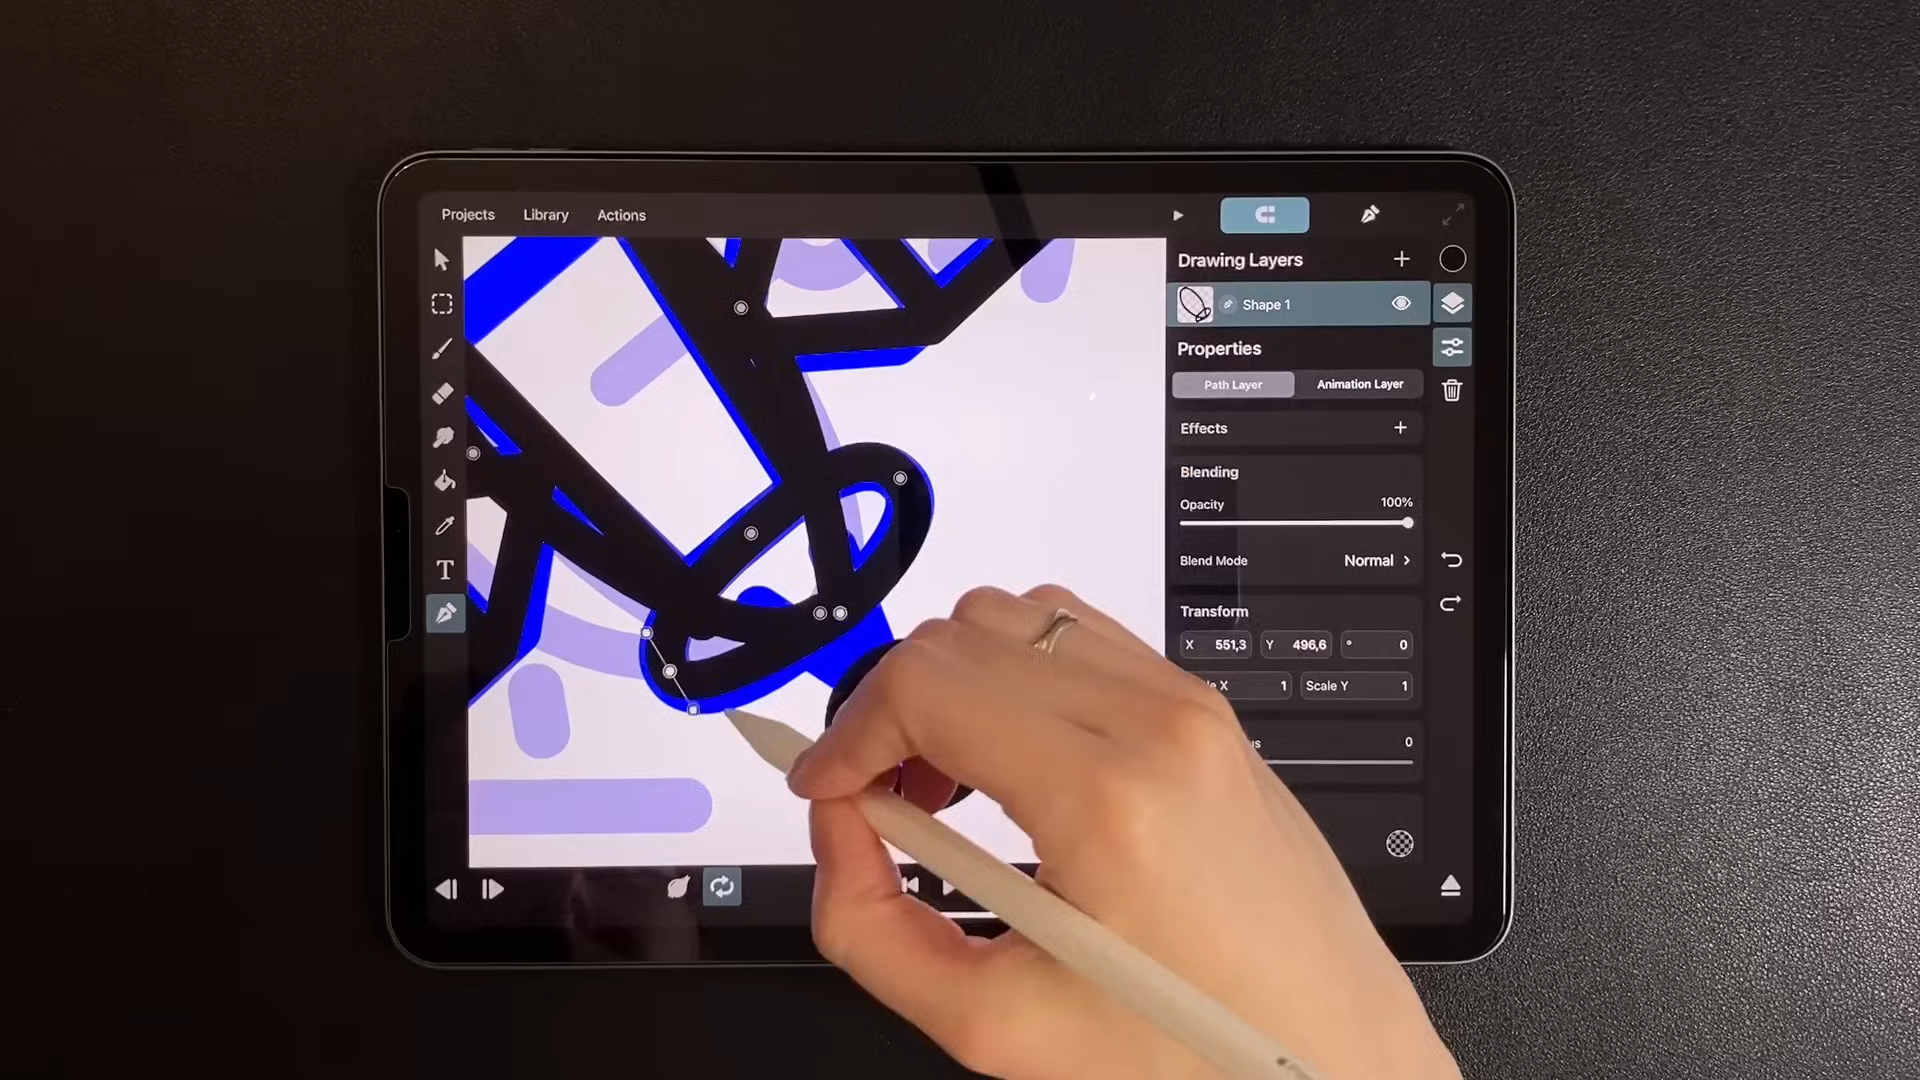 Projects Library Actions
Drawing Layers
Shape 1
Properties
Path Layer Animation Layer
Effects
Blending
Opacity 100%
Blend Mode Normal
Transform
X 551,3 Y 496,6 ° 0
1 Scale Y 1
0